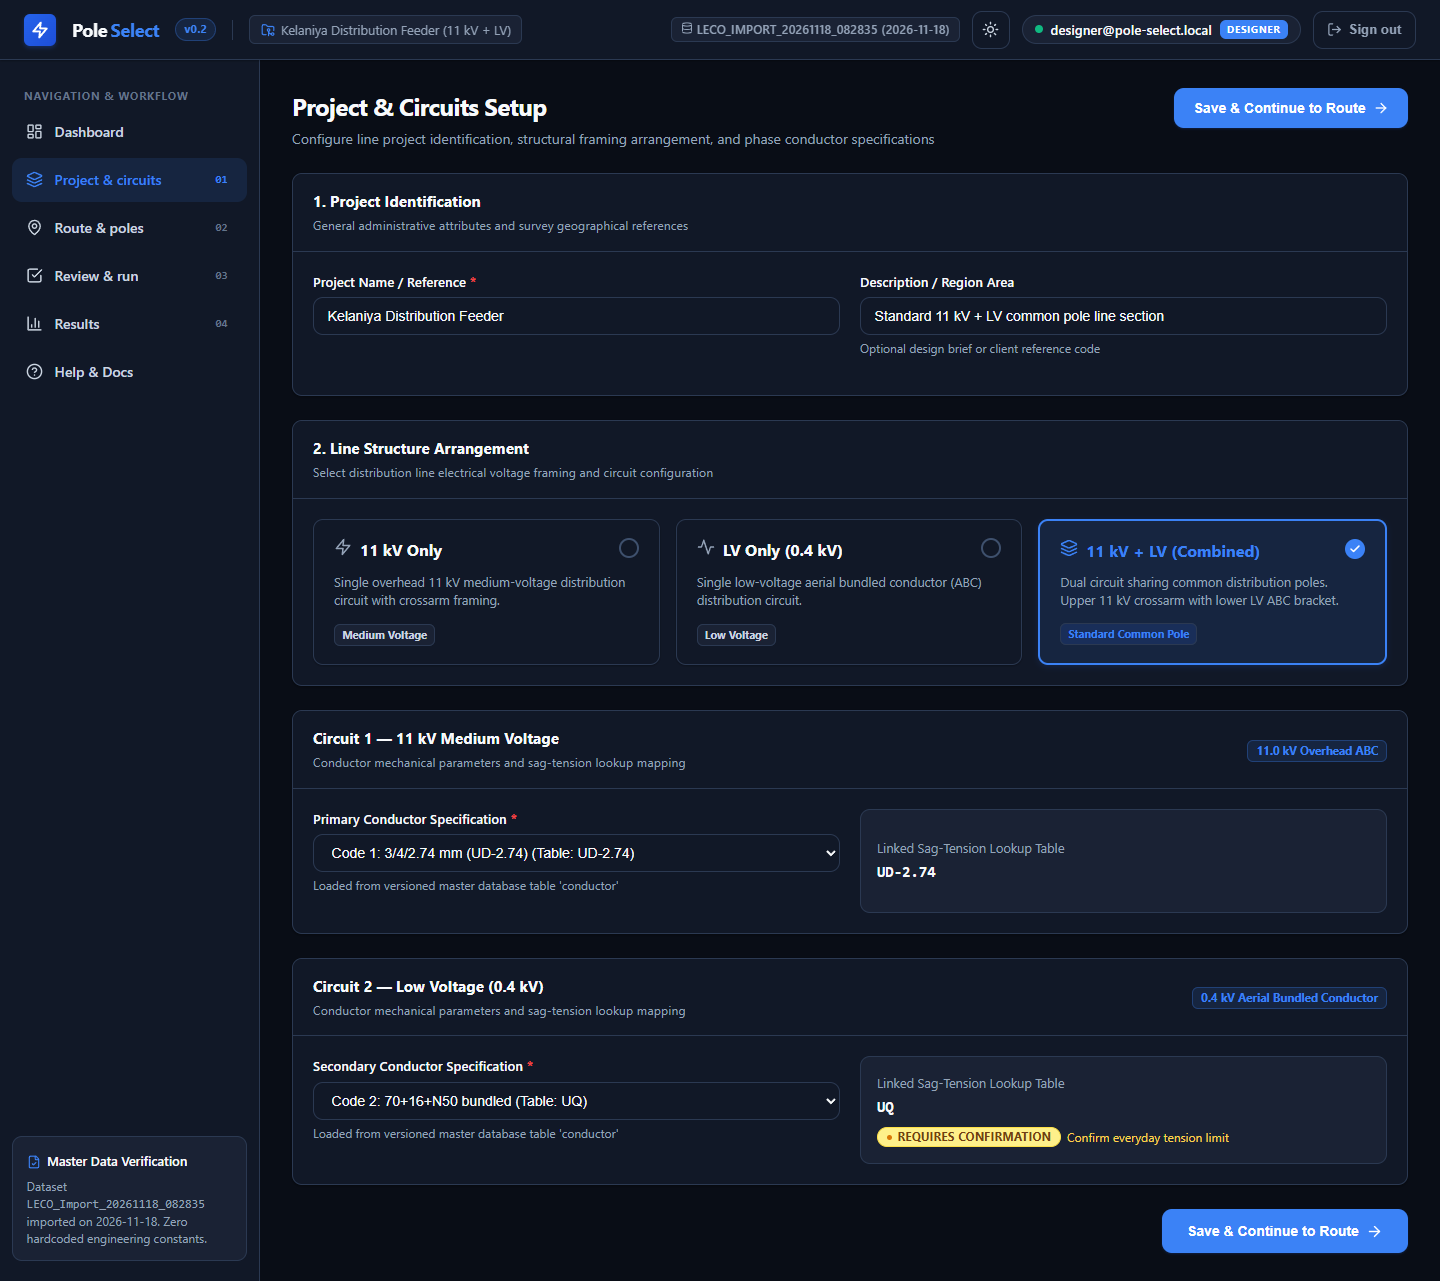 Pole Select v0.2
Kelaniya Distribution Feeder (11 kV + LV)
LECO_IMPORT_20261118_082835 (2026-11-18)
designer@pole-select.local DESIGNER
Sign out
NAVIGATION & WORKFLOW
Dashboard
Project & circuits 01
Route & poles 02
Review & run 03
Results 04
Help & Docs
Master Data Verification
Dataset
LECO_Import_20261118_082835
imported on 2026-11-18. Zero
hardcoded engineering constants.
Project & Circuits Setup
Configure line project identification, structural framing arrangement, and phase conductor specifications
Save & Continue to Route →
1. Project Identification
General administrative attributes and survey geographical references
Project Name / Reference *
Kelaniya Distribution Feeder
Description / Region Area
Standard 11 kV + LV common pole line section
Optional design brief or client reference code
2. Line Structure Arrangement
Select distribution line electrical voltage framing and circuit configuration
11 kV Only
Single overhead 11 kV medium-voltage distribution
circuit with crossarm framing.
Medium Voltage
LV Only (0.4 kV)
Single low-voltage aerial bundled conductor (ABC)
distribution circuit.
Low Voltage
11 kV + LV (Combined)
Dual circuit sharing common distribution poles.
Upper 11 kV crossarm with lower LV ABC bracket.
Standard Common Pole
Circuit 1 — 11 kV Medium Voltage
Conductor mechanical parameters and sag-tension lookup mapping
11.0 kV Overhead ABC
Primary Conductor Specification *
Code 1: 3/4/2.74 mm (UD-2.74) (Table: UD-2.74)
Loaded from versioned master database table 'conductor'
Linked Sag-Tension Lookup Table
UD-2.74
Circuit 2 — Low Voltage (0.4 kV)
Conductor mechanical parameters and sag-tension lookup mapping
0.4 kV Aerial Bundled Conductor
Secondary Conductor Specification *
Code 2: 70+16+N50 bundled (Table: UQ)
Loaded from versioned master database table 'conductor'
Linked Sag-Tension Lookup Table
UQ
REQUIRES CONFIRMATION Confirm everyday tension limit
Save & Continue to Route →